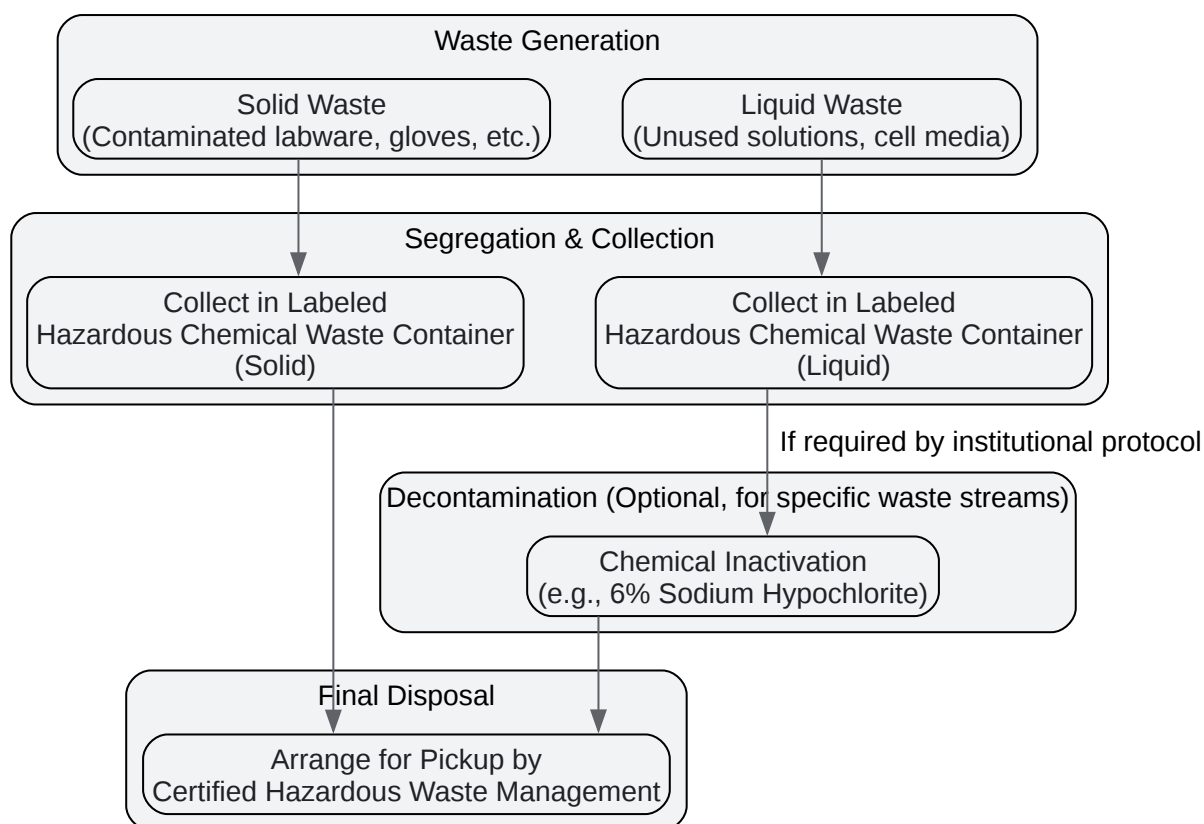 Waste Generation
Solid Waste
(Contaminated labware, gloves, etc.)
Liquid Waste
(Unused solutions, cell media)
Segregation & Collection
Collect in Labeled
Hazardous Chemical Waste Container
(Solid)
Collect in Labeled
Hazardous Chemical Waste Container
(Liquid)
If required by institutional protocol
Decontamination (Optional, for specific waste streams)
Chemical Inactivation
(e.g., 6% Sodium Hypochlorite)
Final Disposal
Arrange for Pickup by
Certified Hazardous Waste Management